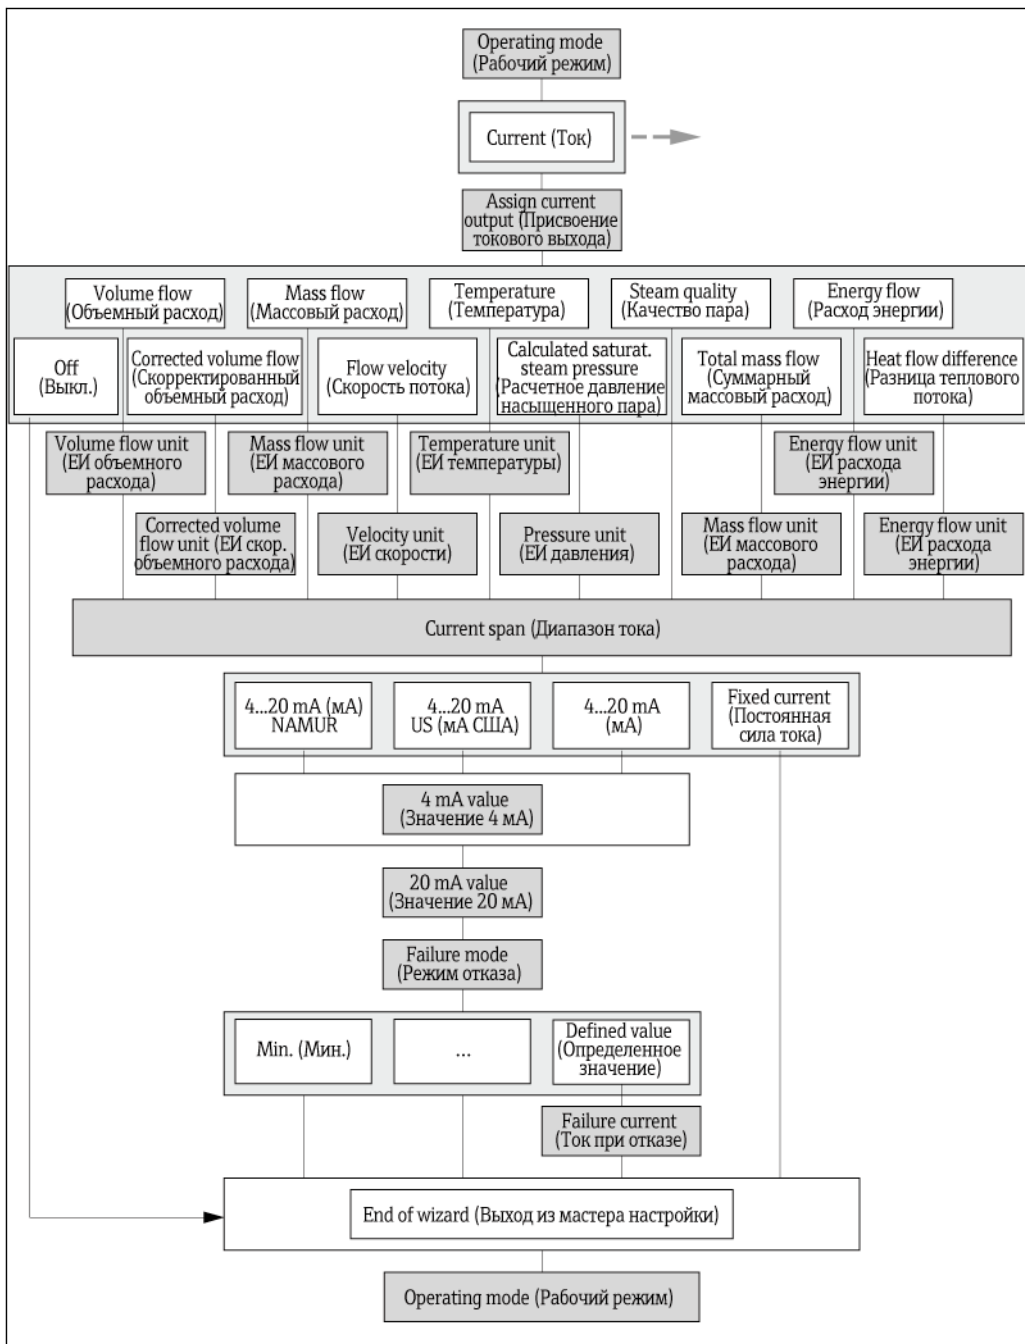 Operating mode
(Рабочий режим)
Current (Ток)
Assign current
output (Присвоение
токового выхода)
Volume flow
(Объемный расход)
Mass flow
(Массовый расход)
Temperature
(Температура)
Steam quality
(Качество пара)
Energy flow
(Расход энергии)
Off
(Выкл.)
Corrected volume flow
(Скорректированный
объемный расход)
Flow velocity
(Скорость потока)
Calculated saturat.
steam pressure
(Расчетное давление
насыщенного пара)
Total mass flow
(Суммарный
массовый расход)
Heat flow difference
(Разница теплового
потока)
Volume flow unit
(ЕИ объемного
расхода)
Mass flow unit
(ЕИ массового
расхода)
Temperature unit
(ЕИ температуры)
Energy flow unit
(ЕИ расхода
энергии)
Corrected volume
flow unit (ЕИ скор.
объемного расхода)
Velocity unit
(ЕИ скорости)
Pressure unit
(ЕИ давления)
Mass flow unit
(ЕИ массового
расхода)
Energy flow unit
(ЕИ расхода
энергии)
Current span (Диапазон тока)
4...20 mA (мА)
NAMUR
4...20 mA
US (мА США)
4...20 mA
(мА)
Fixed current
(Постоянная
сила тока)
4 mA value
(Значение 4 мА)
20 mA value
(Значение 20 мА)
Failure mode
(Режим отказа)
Min. (Мин.)
...
Defined value
(Определенное
значение)
Failure current
(Ток при отказе)
End of wizard (Выход из мастера настройки)
Operating mode (Рабочий режим)